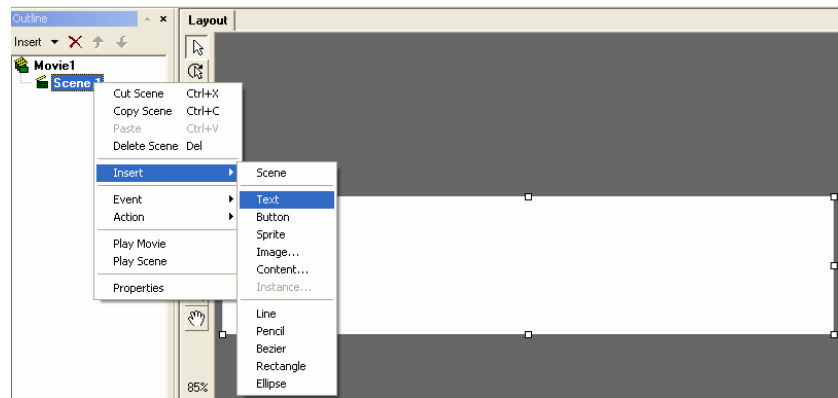 Outline
Layout
Insert
Movie1
Scene 1
Cut Scene Ctrl+X
Copy Scene Ctrl+C
Paste Ctrl+V
Delete Scene Del
Insert
Event
Action
Play Movie
Play Scene
Properties
Scene
Text
Button
Sprite
Image...
Content...
Instance...
Line
Pencil
Bezier
Rectangle
Ellipse
85%